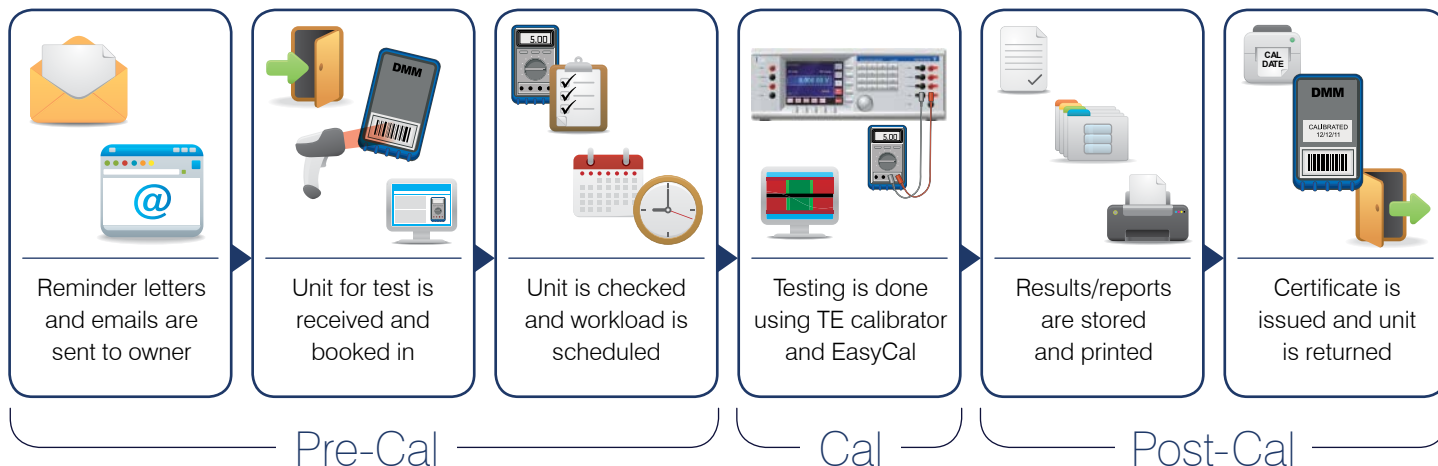 DMM
5.00
5.00
CAL
DATE
DMM
CALIBRATED
12/12/11
@
Reminder letters
and emails are
sent to owner
Unit for test is
received and
booked in
Unit is checked
and workload is
scheduled
Testing is done
using TE calibrator
and EasyCal
Results/reports
are stored
and printed
Certificate is
issued and unit
is returned
Pre-Cal
Cal
Post-Cal